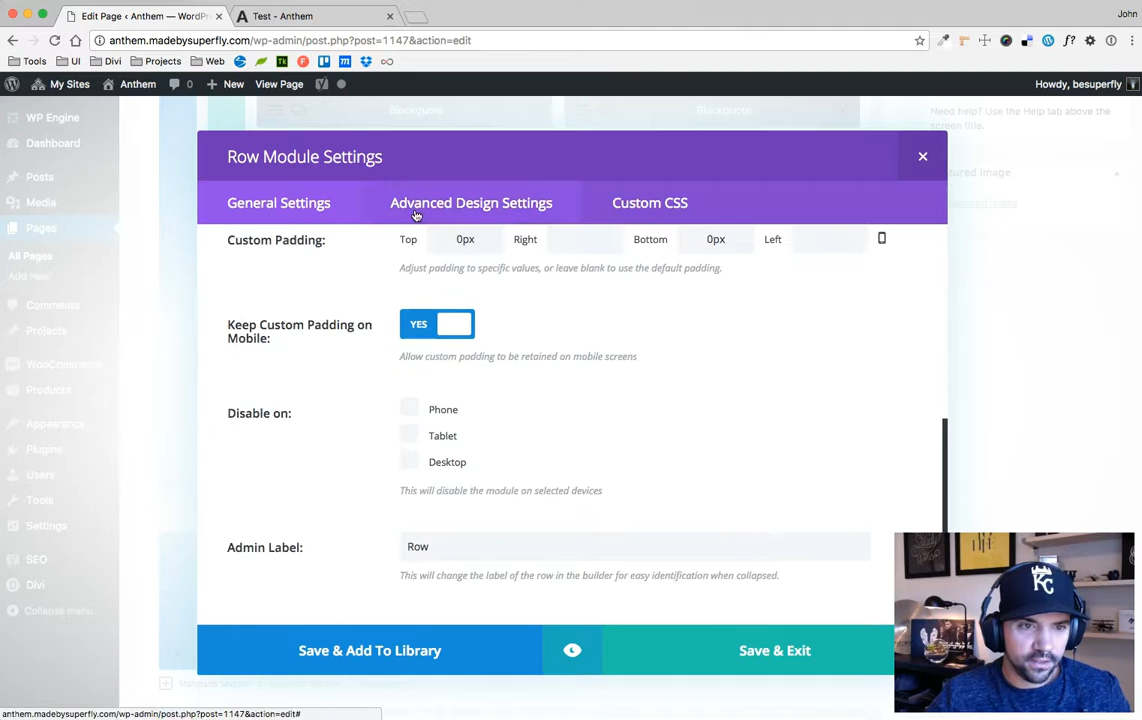 Edit Page ‹ Anthem — WordPr
Test - Anthem
John
anthem.madebysuperfly.com/wp-admin/post.php?post=1147&action=edit
Tools
UI
Divi
Projects
Web
My Sites
Anthem
0
New
View Page
Howdy, besuperfly
WP Engine
Dashboard
Posts
Media
Pages
All Pages
Add New
Comments
Projects
WooCommerc
Products
Appearance
Plugins
Users
Tools
Settings
SEO
Divi
Collapse menu
Blockquote
Blockquo
Need help? Use the Help tab above the
screen title.
Row Module Settings
General Settings
Advanced Design Settings
Custom CSS
Custom Padding:
Top
0px
Right
Bottom
0px
Left
Adjust padding to specific values, or leave blank to use the default padding.
Keep Custom Padding on
Mobile:
YES
Allow custom padding to be retained on mobile screens
Disable on:
Phone
Tablet
Desktop
This will disable the module on selected devices
Admin Label:
Row
This will change the label of the row in the builder for easy identification when collapsed.
Save & Add To Library
Save & Exit
anthem.madebysuperfly.com/wp-admin/post.php?post=1147&action=edit#